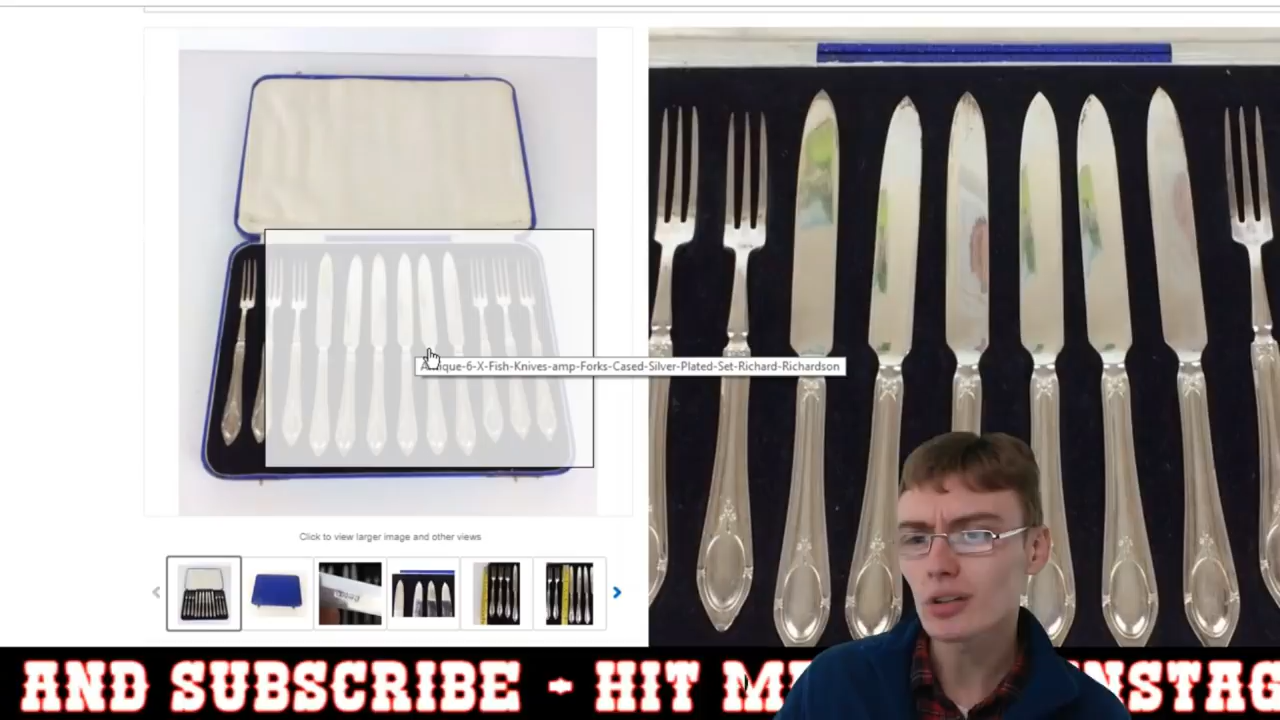 Antique-6-X-Fish-Knives-amp-Forks-Cased-Silver-Plated-Set-Richard-Richardson
Click to view larger image and other views
AND SUBSCRIBE - HIT M NSTAG